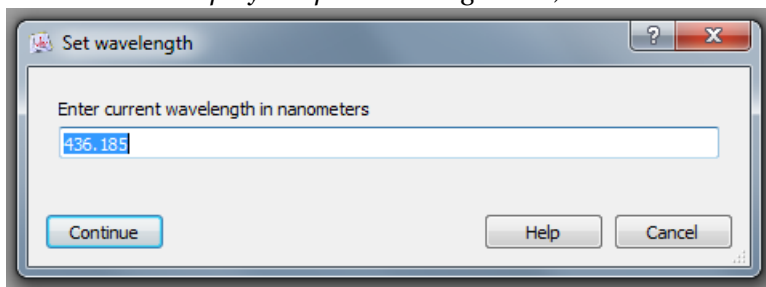 Set wavelength
?
X
Enter current wavelength in nanometers
436.185
Continue
Help
Cancel